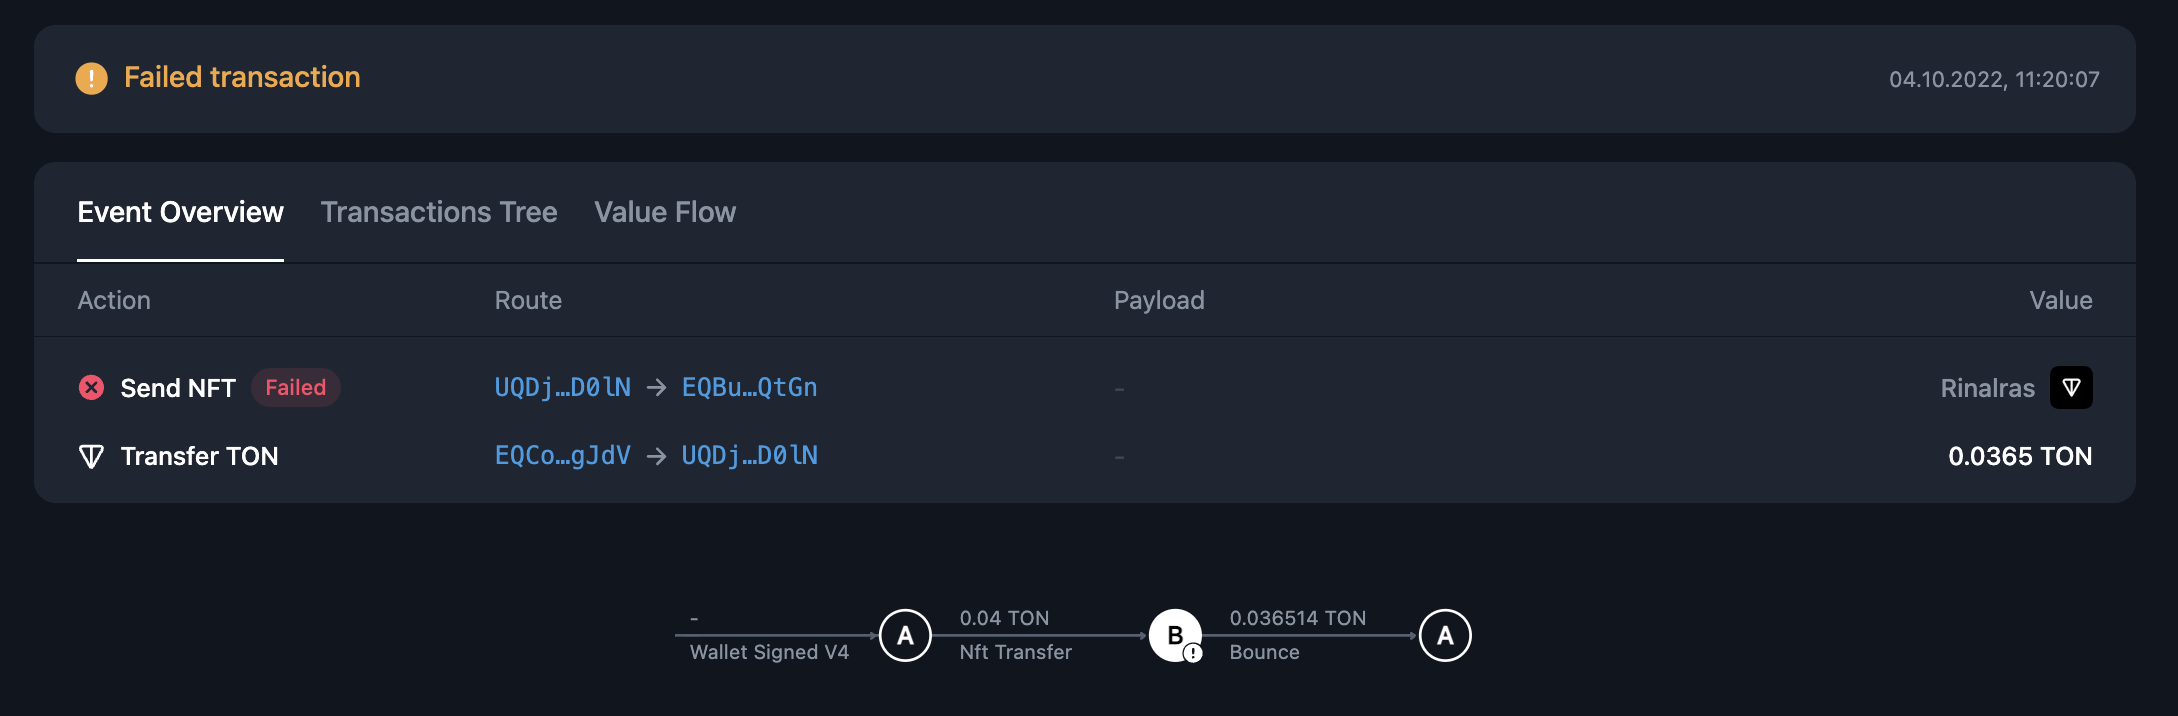 Failed transaction
04.10.2022, 11:20:07
Event Overview Transactions Tree Value Flow
Action Route Payload Value
Send NFT Failed UQDj…D0lN → EQBu…QtGn - Rinalras
Transfer TON EQCo…gJdV → UQDj…D0lN - 0.0365 TON
- 0.04 TON 0.036514 TON
A B A
Wallet Signed V4 Nft Transfer Bounce